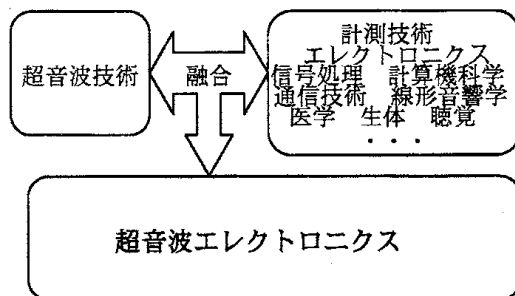 超音波技術
融合
計測技術
エレクトロニクス
信号処理 計算機科学
通信技術 線形音響学
医学 生体 聴覚
・・・
超音波エレクトロニクス